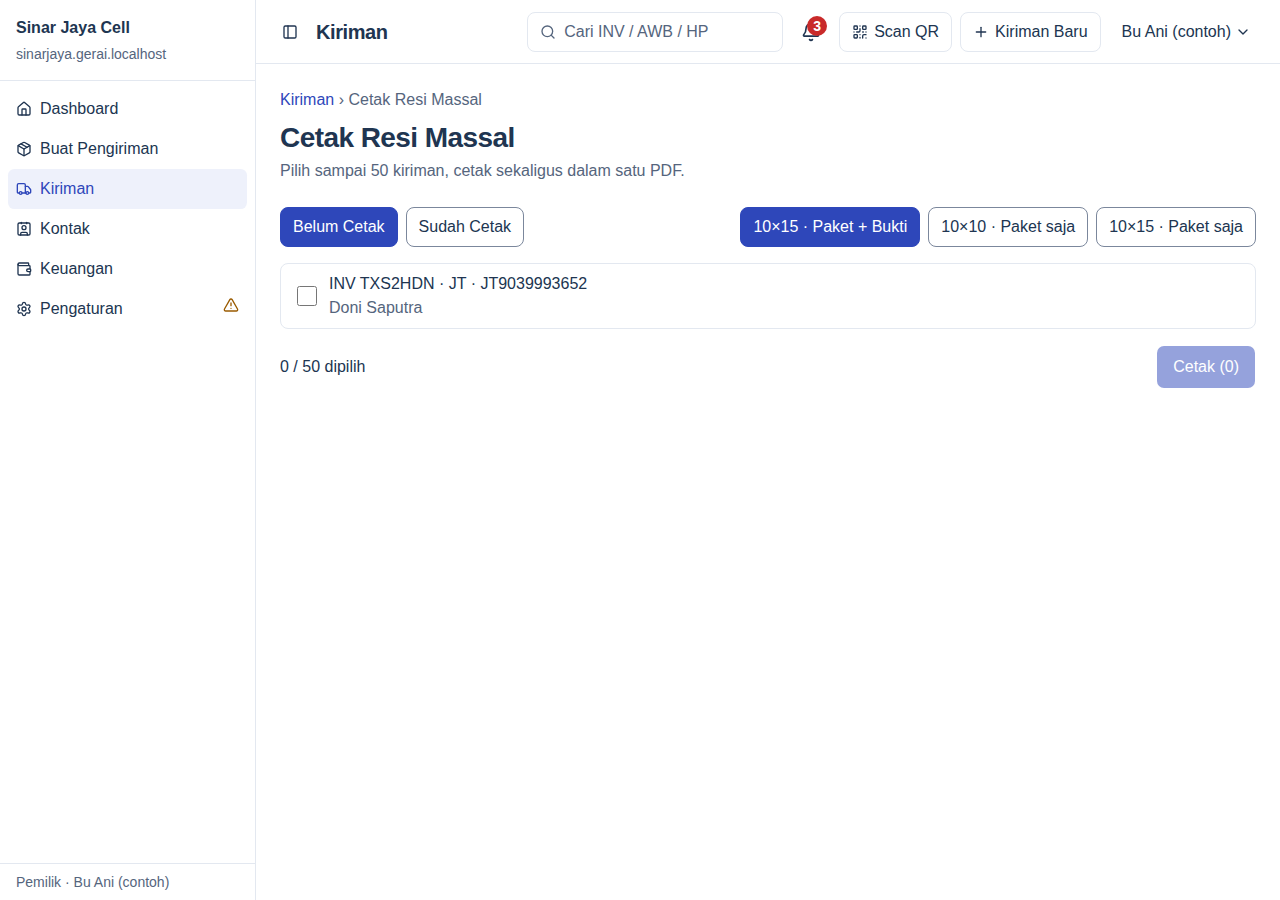 Sinar Jaya Cell
sinarjaya.gerai.localhost
Dashboard
Buat Pengiriman
Kiriman
Kontak
Keuangan
Pengaturan
Pemilik · Bu Ani (contoh)
Kiriman
Cari INV / AWB / HP
3
Scan QR
Kiriman Baru
Bu Ani (contoh)
Kiriman › Cetak Resi Massal
Cetak Resi Massal
Pilih sampai 50 kiriman, cetak sekaligus dalam satu PDF.
Belum Cetak
Sudah Cetak
10×15 · Paket + Bukti
10×10 · Paket saja
10×15 · Paket saja
INV TXS2HDN · JT · JT9039993652
Doni Saputra
0 / 50 dipilih
Cetak (0)